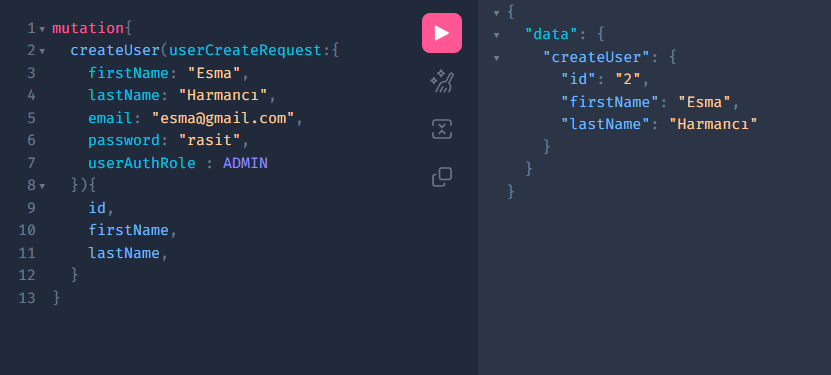 1 mutation{
2 createUser(userCreateRequest:{
3 firstName: "Esma",
4 lastName: "Harmancı",
5 email: "esma@gmail.com",
6 password: "rasit",
7 userAuthRole : ADMIN
8 }){
9 id,
10 firstName,
11 lastName,
12 }
13 }
{
"data": {
"createUser": {
"id": "2",
"firstName": "Esma",
"lastName": "Harmancı"
}
}
}